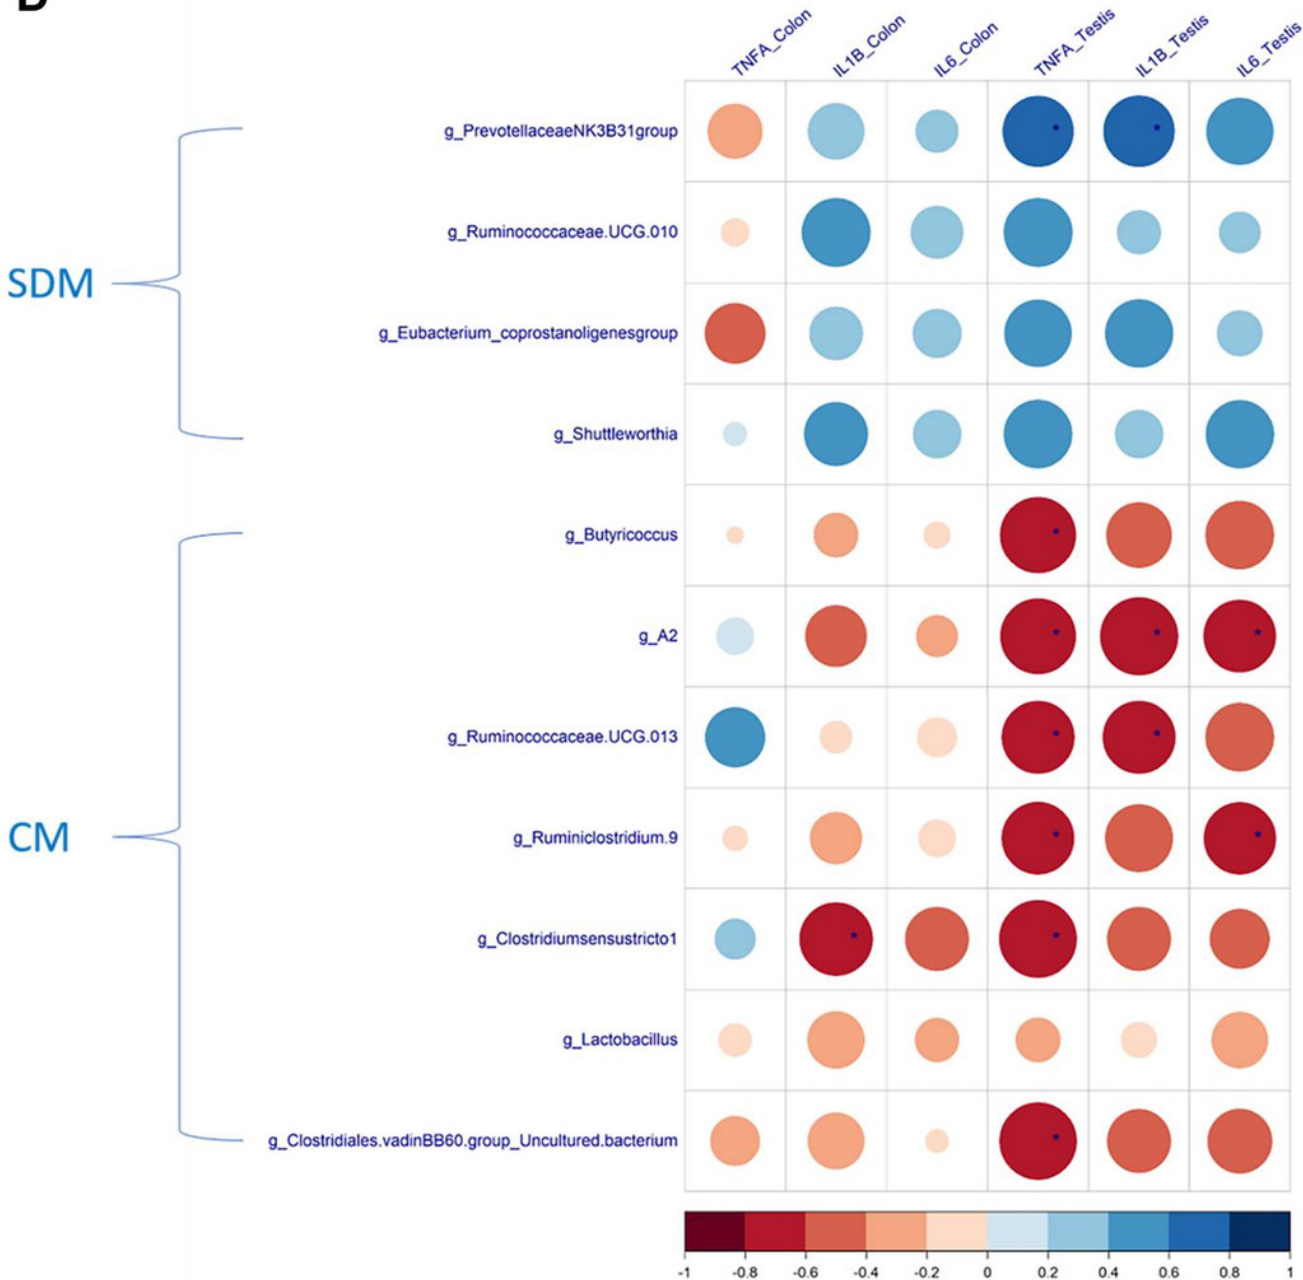 TNFA_Colon
IL1B_Colon
IL6_Colon
TNFA_Testis
IL1B_Testis
IL6_Testis
g_PrevotellaceaeNK3B31group
g_Ruminococcaceae.UCG.010
SDM
g_Eubacterium_coprostanoligenesgroup
g_Shuttleworthia
g_Butyricoccus
g_A2
g_Ruminococcaceae.UCG.013
CM
g_Ruminiclostridium.9
g_Clostridiumsensustricto1
g_Lactobacillus
g_Clostridiales.vadinBB60.group_Uncultured.bacterium
-1 -0.8 -0.6 -0.4 -0.2 0 0.2 0.4 0.6 0.8 1